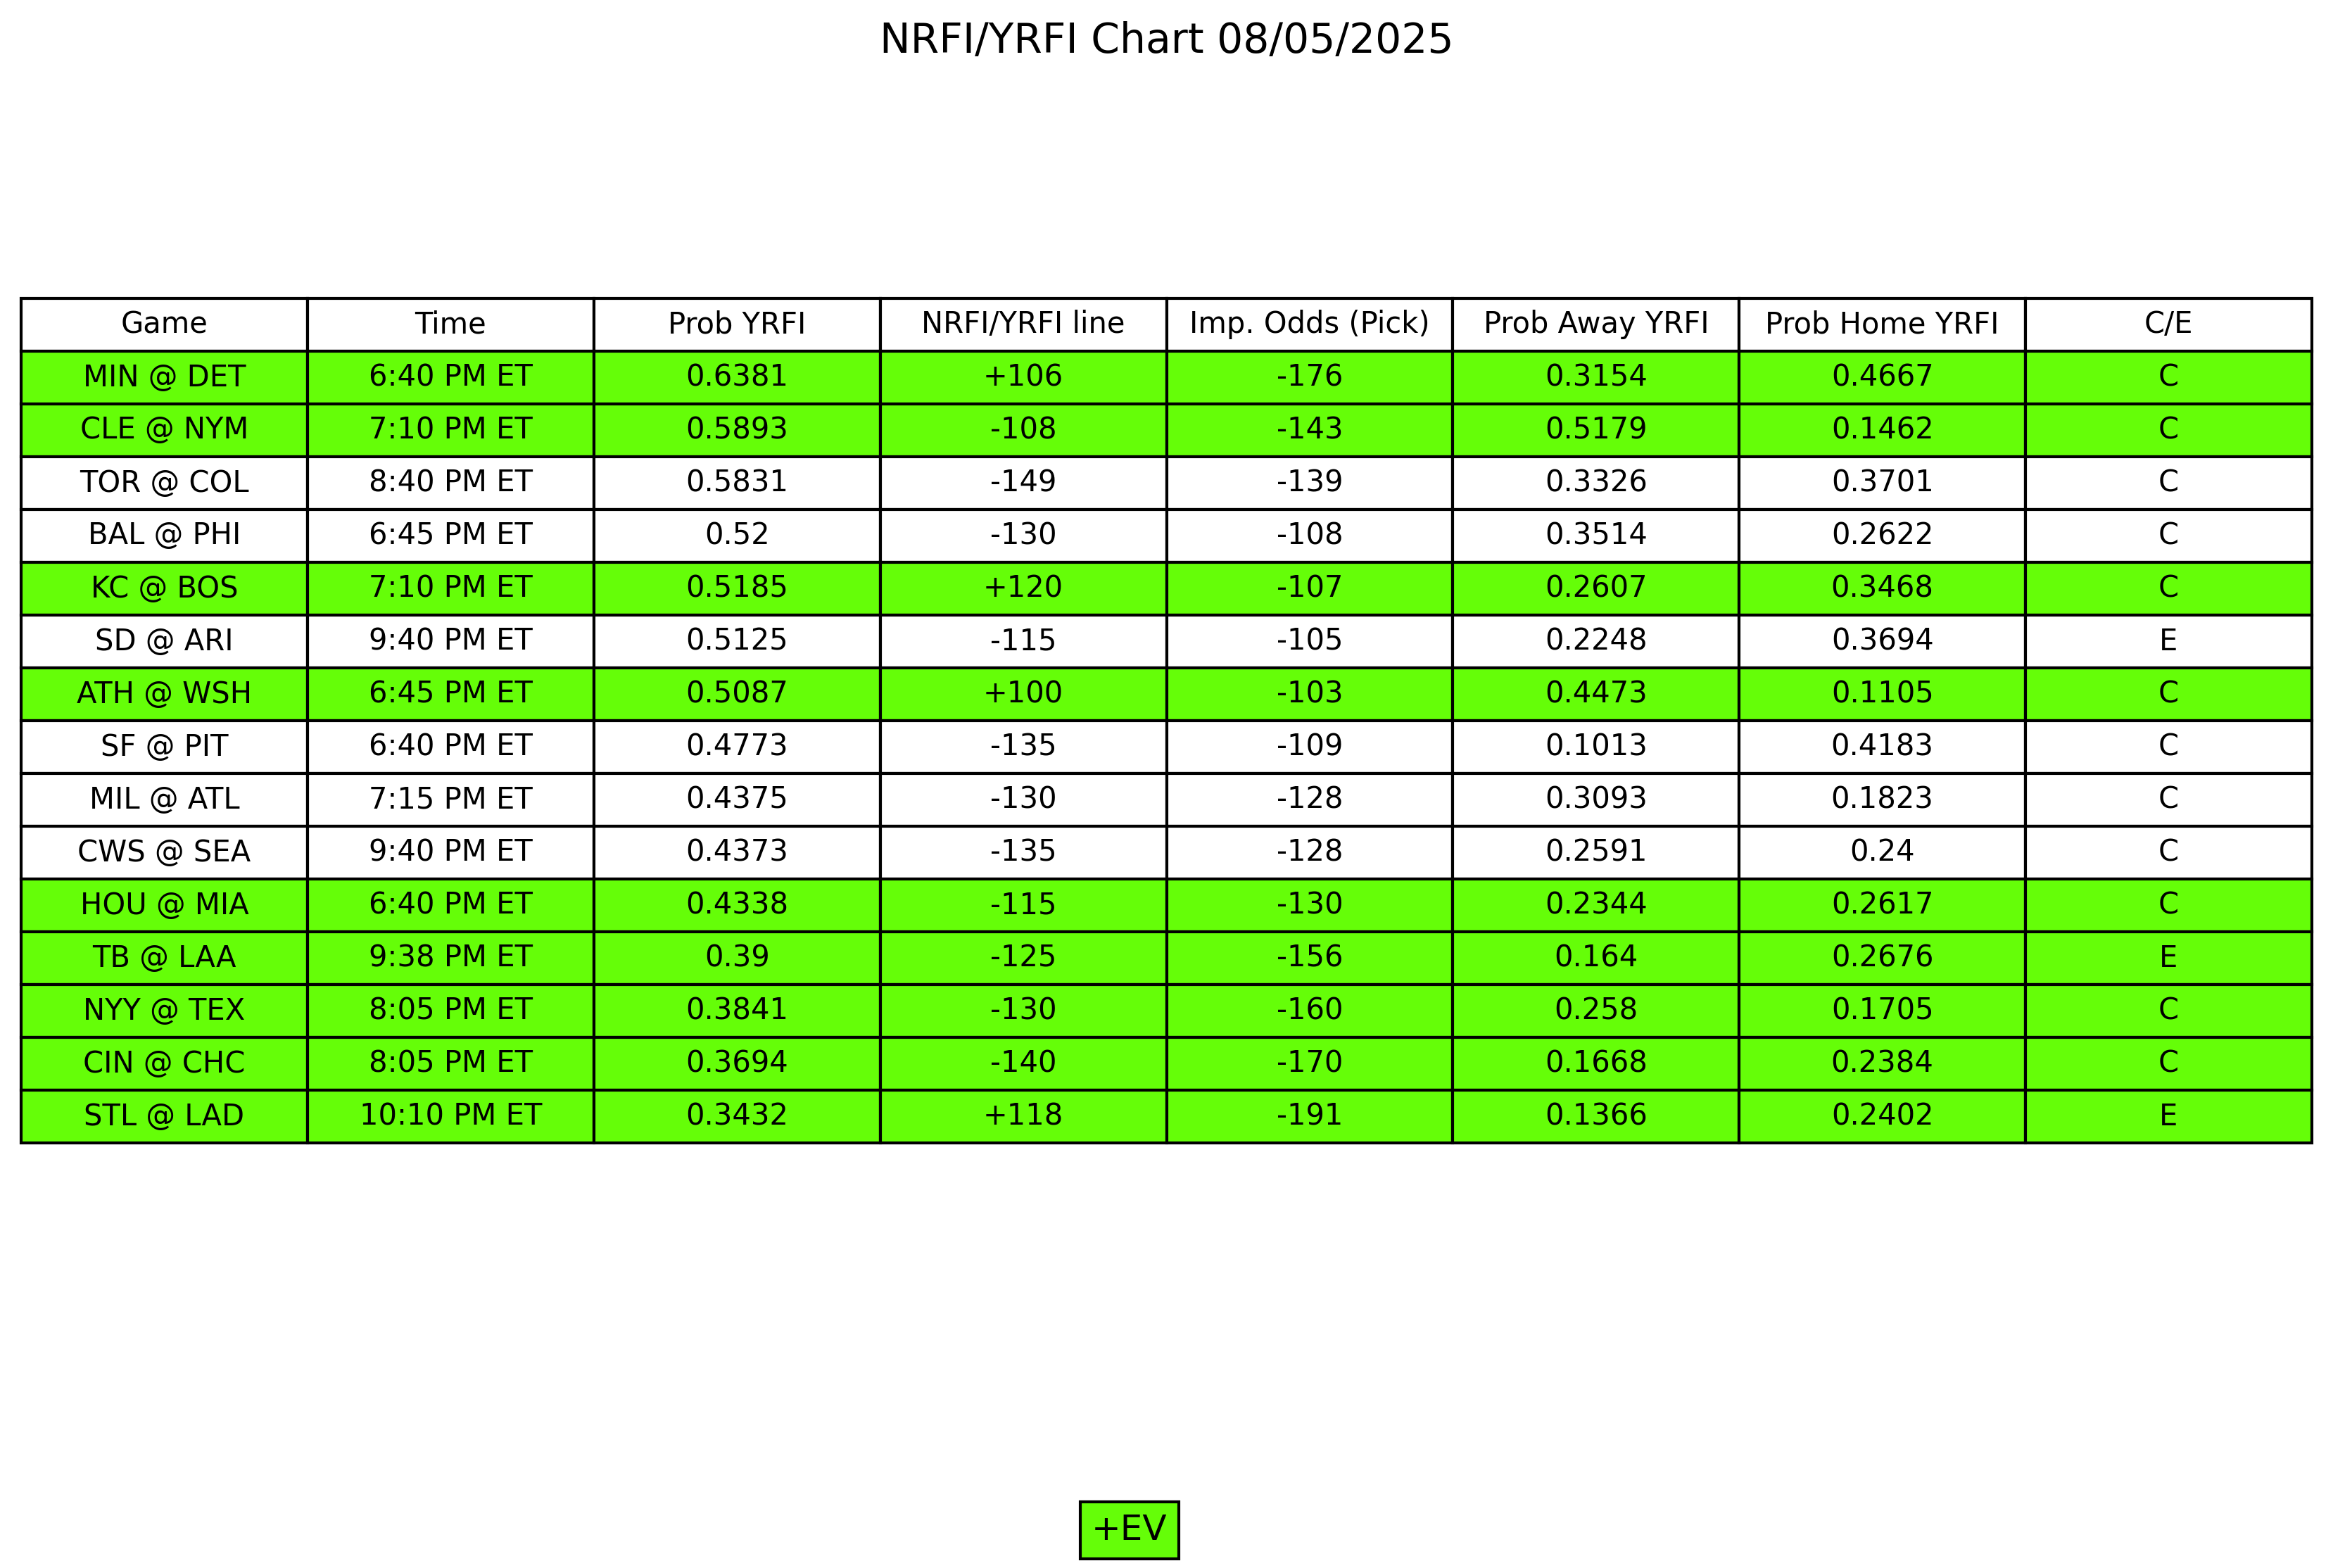 NRFI/YRFI Chart 08/05/2025
Game Time Prob YRFI NRFI/YRFI line Imp. Odds (Pick) Prob Away YRFI Prob Home YRFI C/E
MIN @ DET 6:40 PM ET 0.6381 +106 -176 0.3154 0.4667 C
CLE @ NYM 7:10 PM ET 0.5893 -108 -143 0.5179 0.1462 C
TOR @ COL 8:40 PM ET 0.5831 -149 -139 0.3326 0.3701 C
BAL @ PHI 6:45 PM ET 0.52 -130 -108 0.3514 0.2622 C
KC @ BOS 7:10 PM ET 0.5185 +120 -107 0.2607 0.3468 C
SD @ ARI 9:40 PM ET 0.5125 -115 -105 0.2248 0.3694 E
ATH @ WSH 6:45 PM ET 0.5087 +100 -103 0.4473 0.1105 C
SF @ PIT 6:40 PM ET 0.4773 -135 -109 0.1013 0.4183 C
MIL @ ATL 7:15 PM ET 0.4375 -130 -128 0.3093 0.1823 C
CWS @ SEA 9:40 PM ET 0.4373 -135 -128 0.2591 0.24 C
HOU @ MIA 6:40 PM ET 0.4338 -115 -130 0.2344 0.2617 C
TB @ LAA 9:38 PM ET 0.39 -125 -156 0.164 0.2676 E
NYY @ TEX 8:05 PM ET 0.3841 -130 -160 0.258 0.1705 C
CIN @ CHC 8:05 PM ET 0.3694 -140 -170 0.1668 0.2384 C
STL @ LAD 10:10 PM ET 0.3432 +118 -191 0.1366 0.2402 E
+EV